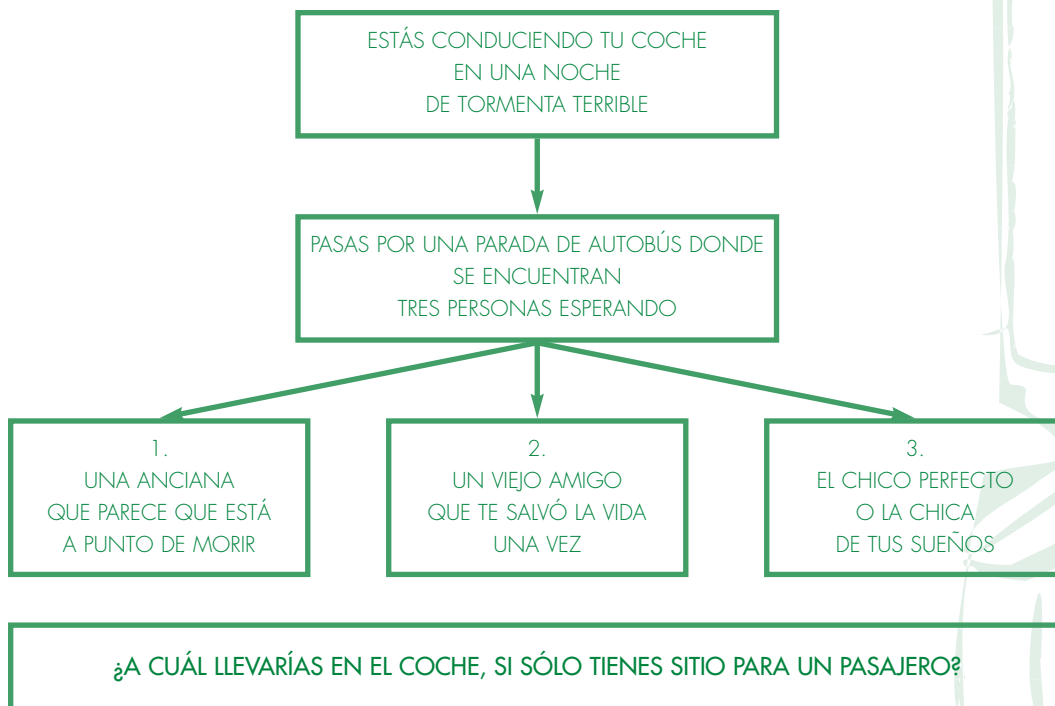 ESTÁS CONDUCIENDO TU COCHE
EN UNA NOCHE
DE TORMENTA TERRIBLE
PASAS POR UNA PARADA DE AUTOBÚS DONDE
SE ENCUENTRAN
TRES PERSONAS ESPERANDO
1.
UNA ANCIANA
QUE PARECE QUE ESTÁ
A PUNTO DE MORIR
2.
UN VIEJO AMIGO
QUE TE SALVÓ LA VIDA
UNA VEZ
3.
EL CHICO PERFECTO
O LA CHICA
DE TUS SUEÑOS
¿A CUÁL LLEVARÍAS EN EL COCHE, SI SÓLO TIENES SITIO PARA UN PASAJERO?